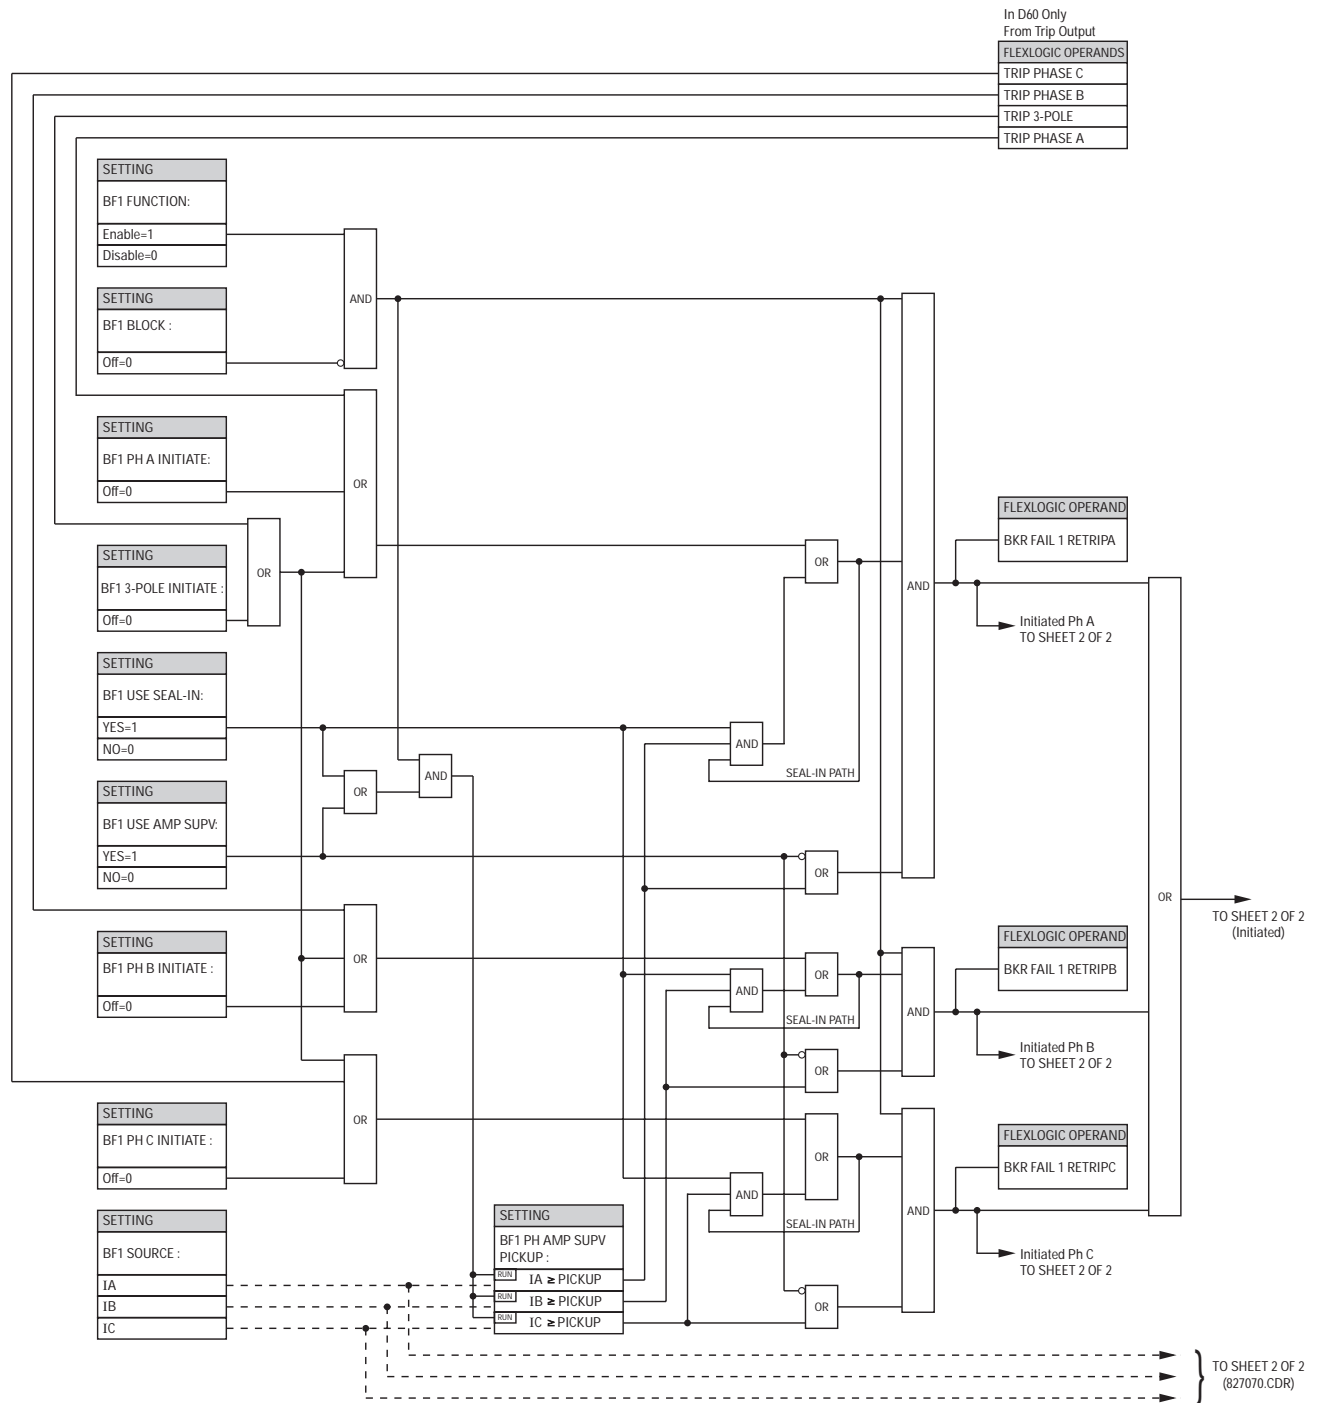 In D60 Only
From Trip Output
FLEXLOGIC OPERANDS
TRIP PHASE C
TRIP PHASE B
TRIP 3-POLE
TRIP PHASE A
SETTING
BF1 FUNCTION:
Enable=1
Disable=0
AND
SETTING
BF1 BLOCK :
Off=0
SETTING
BF1 PH A INITIATE:
Off=0
OR
SETTING
BF1 3-POLE INITIATE :
Off=0
OR
OR
AND
FLEXLOGIC OPERAND
BKR FAIL 1 RETRIPA
Initiated Ph A
TO SHEET 2 OF 2
SETTING
BF1 USE SEAL-IN:
YES=1
NO=0
AND
SEAL-IN PATH
AND
OR
SETTING
BF1 USE AMP SUPV:
YES=1
NO=0
OR
OR
TO SHEET 2 OF 2
(Initiated)
SETTING
BF1 PH B INITIATE :
Off=0
OR
OR
AND
SEAL-IN PATH
AND
OR
FLEXLOGIC OPERAND
BKR FAIL 1 RETRIPB
Initiated Ph B
TO SHEET 2 OF 2
SETTING
BF1 PH C INITIATE :
Off=0
OR
OR
AND
SEAL-IN PATH
AND
OR
FLEXLOGIC OPERAND
BKR FAIL 1 RETRIPC
Initiated Ph C
TO SHEET 2 OF 2
SETTING
BF1 SOURCE :
IA
IB
IC
SETTING
BF1 PH AMP SUPV
PICKUP :
RUN IA ≥ PICKUP
RUN IB ≥ PICKUP
RUN IC ≥ PICKUP
TO SHEET 2 OF 2
(827070.CDR)